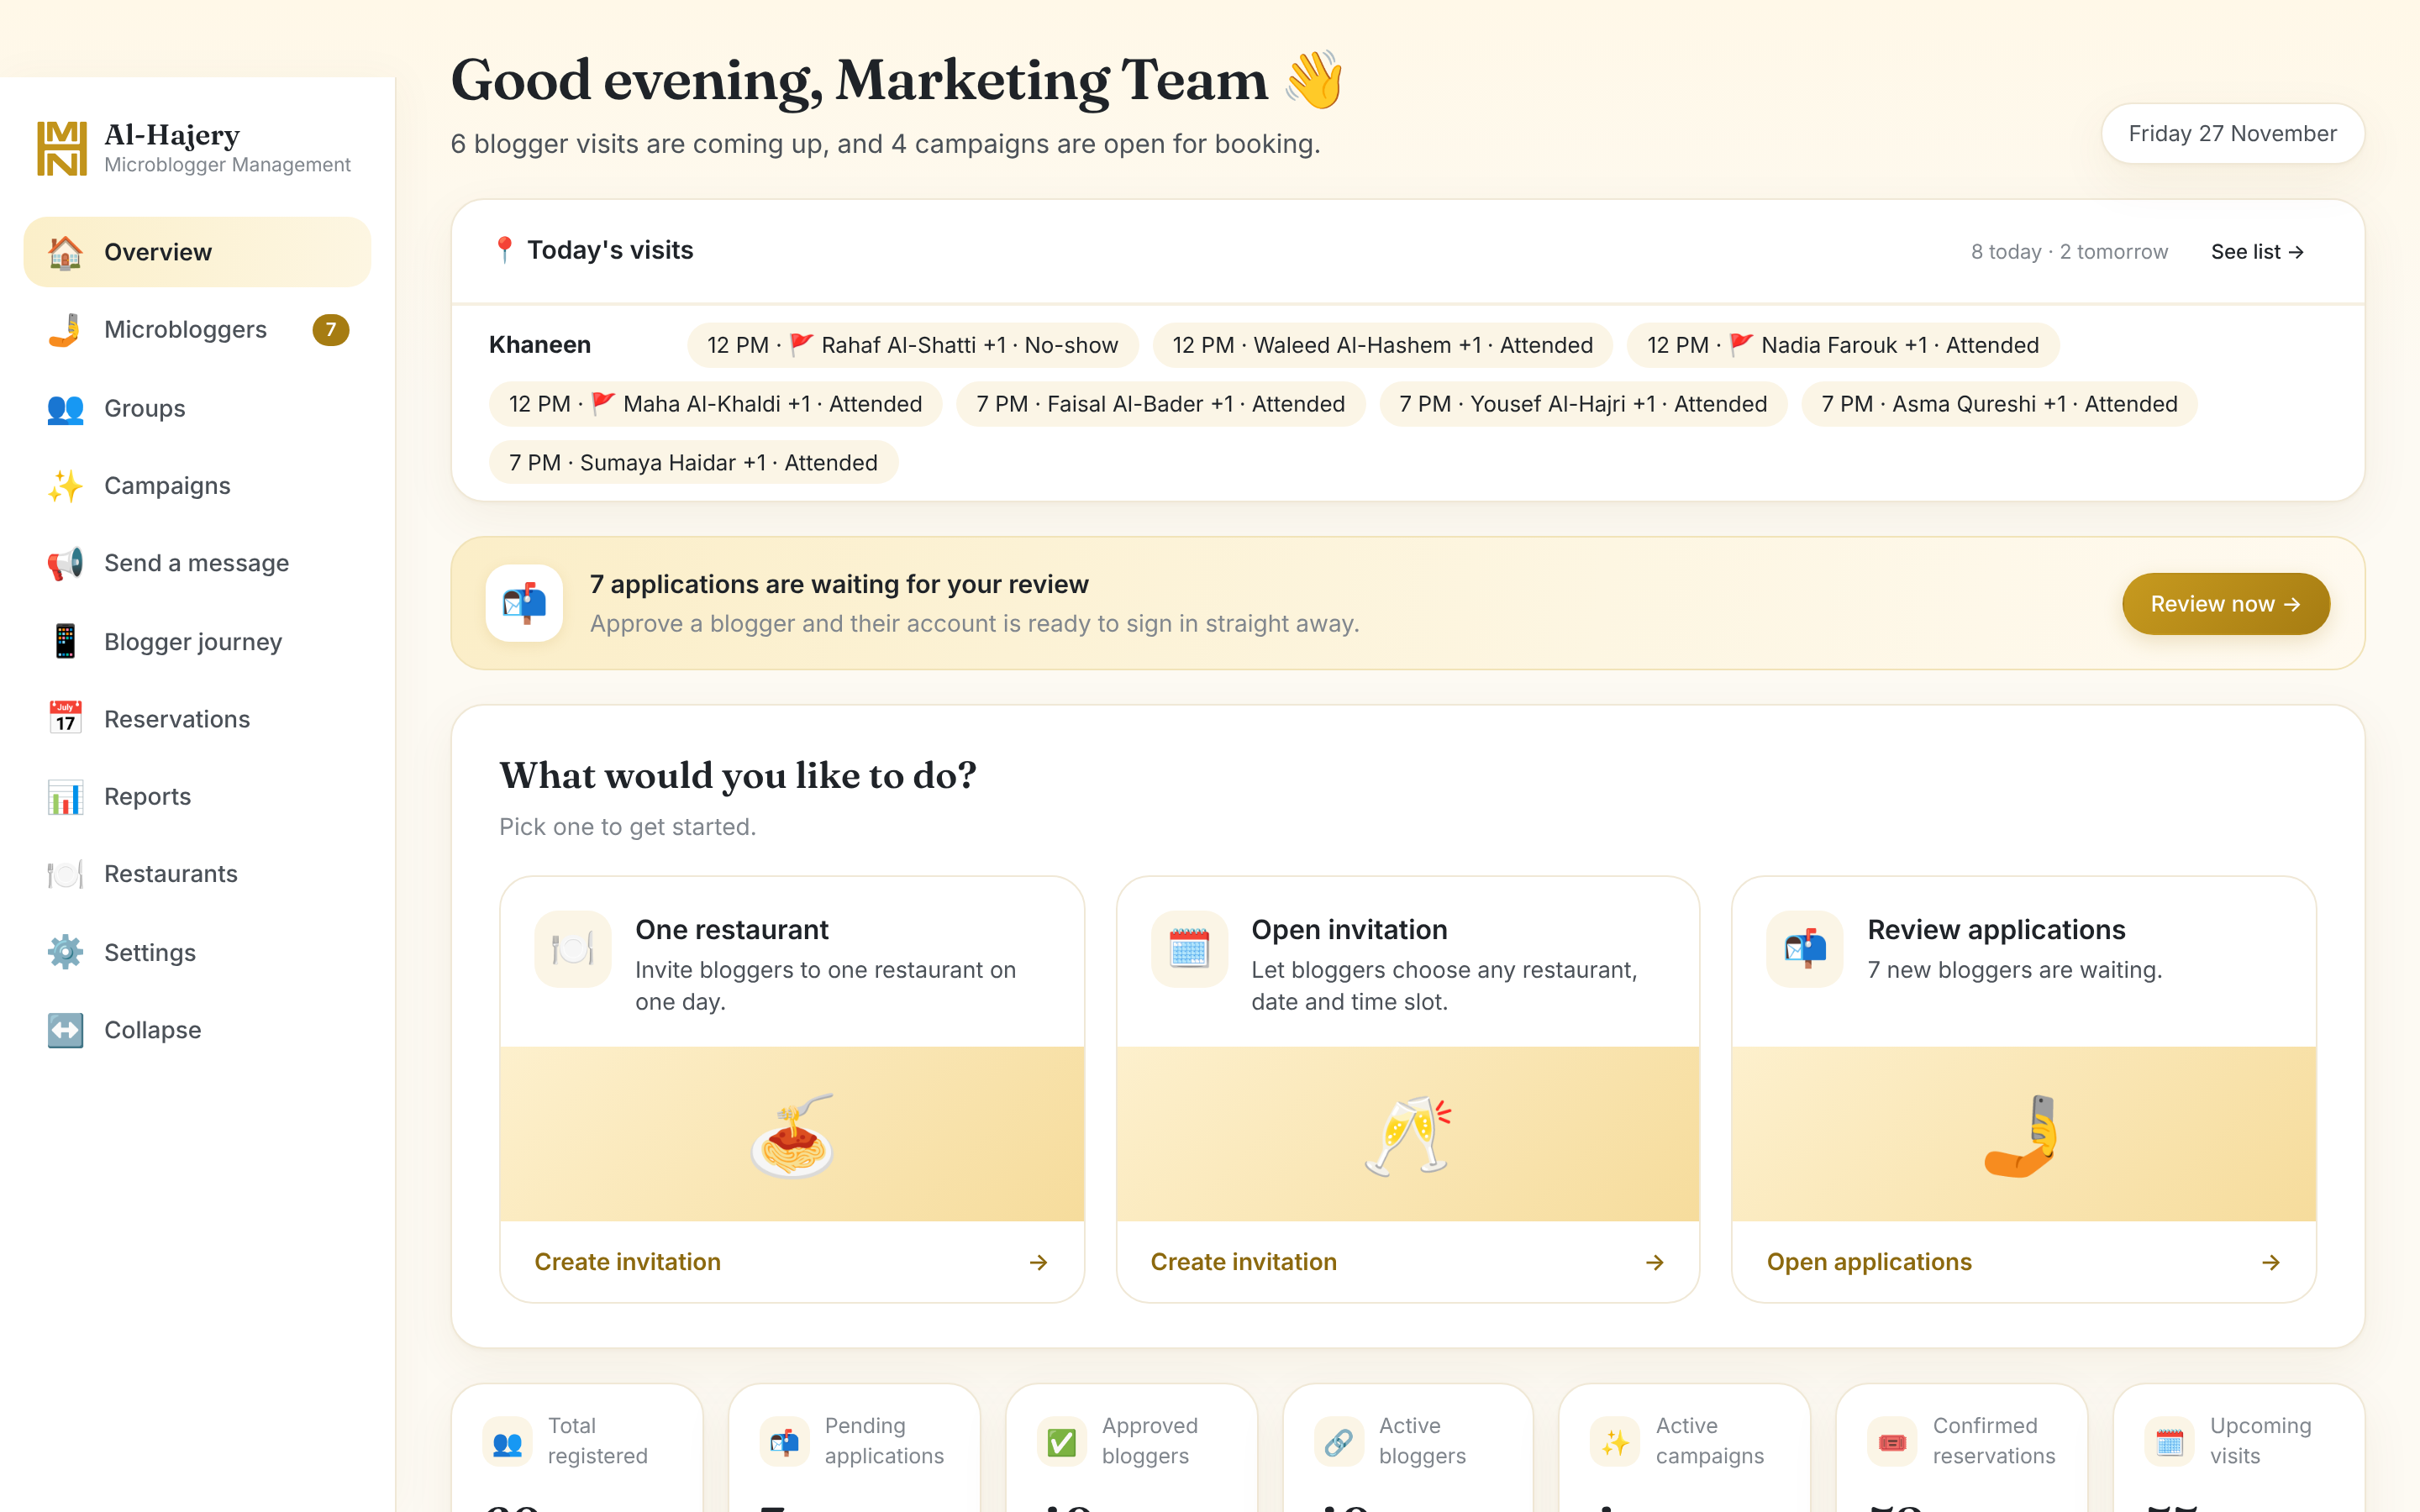 Good evening, Marketing Team 👋
6 blogger visits are coming up, and 4 campaigns are open for booking.
Friday 27 November
Al-Hajery
Microblogger Management
Overview
Microbloggers 7
Groups
Campaigns
Send a message
Blogger journey
Reservations
Reports
Restaurants
Settings
Collapse
📍 Today's visits
8 today · 2 tomorrow See list →
Khaneen 12 PM · 🚩 Rahaf Al-Shatti +1 · No-show 12 PM · Waleed Al-Hashem +1 · Attended 12 PM · 🚩 Nadia Farouk +1 · Attended
12 PM · 🚩 Maha Al-Khaldi +1 · Attended 7 PM · Faisal Al-Bader +1 · Attended 7 PM · Yousef Al-Hajri +1 · Attended 7 PM · Asma Qureshi +1 · Attended
7 PM · Sumaya Haidar +1 · Attended
7 applications are waiting for your review
Approve a blogger and their account is ready to sign in straight away.
Review now →
What would you like to do?
Pick one to get started.
One restaurant
Invite bloggers to one restaurant on
one day.
Create invitation →
Open invitation
Let bloggers choose any restaurant,
date and time slot.
Create invitation →
Review applications
7 new bloggers are waiting.
Open applications →
Total
registered
Pending
applications
Approved
bloggers
Active
bloggers
Active
campaigns
Confirmed
reservations
Upcoming
visits